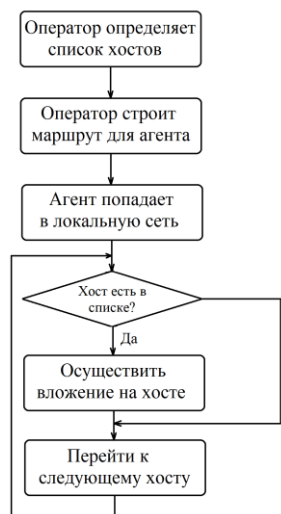 Оператор определяет
список хостов
Оператор строит
маршрут для агента
Агент попадает
в локальную сеть
Хост есть в
списке?
Да
Осуществить
вложение на хосте
Перейти к
следующему хосту